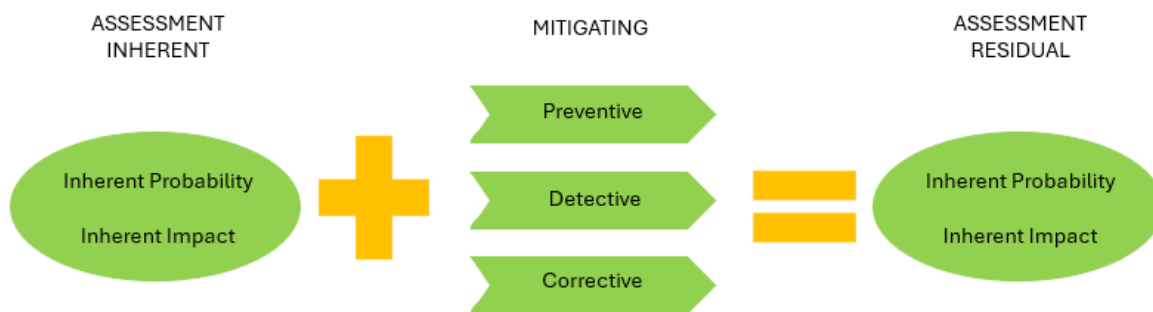 ASSESSMENT
INHERENT
MITIGATING
ASSESSMENT
RESIDUAL
Inherent Probability
Inherent Impact
Preventive
Detective
Corrective
Inherent Probability
Inherent Impact